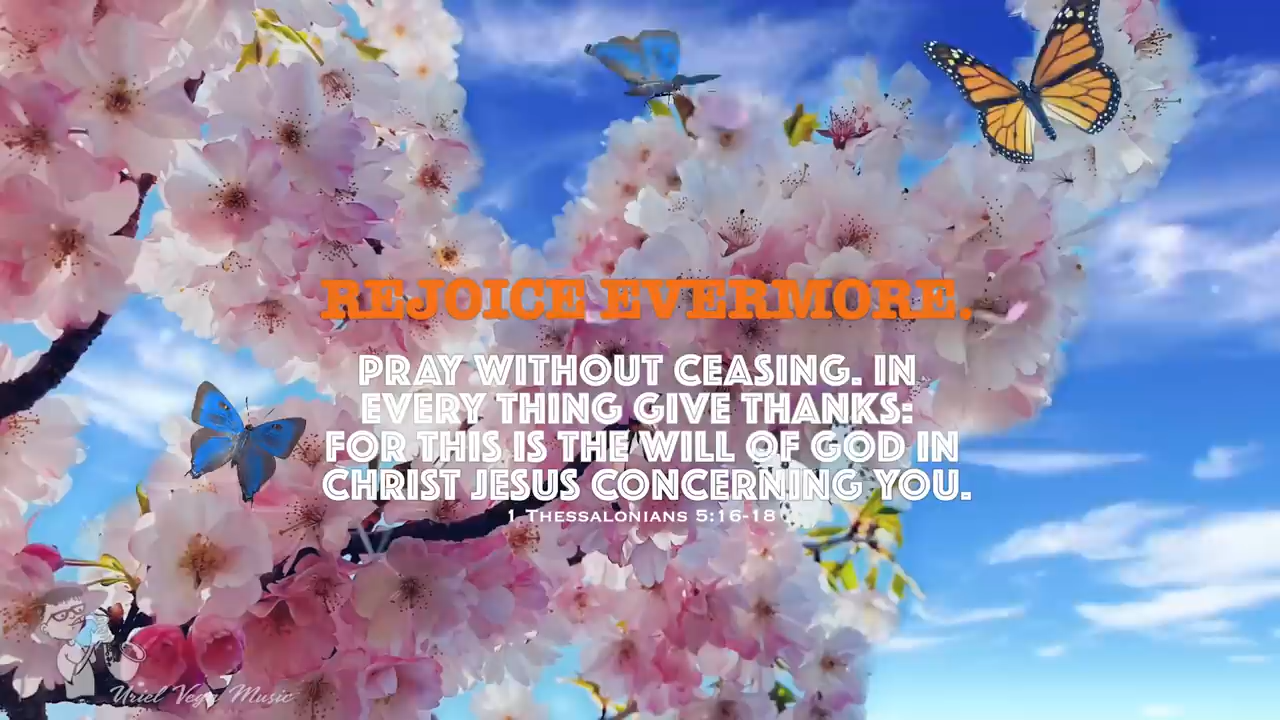 REJOICE EVERMORE.
PRAY WITHOUT CEASING. IN
EVERY THING GIVE THANKS:
FOR THIS IS THE WILL OF GOD IN
CHRIST JESUS CONCERNING YOU.
1 THESSALONIANS 5:16-18
Uriel Vega Music